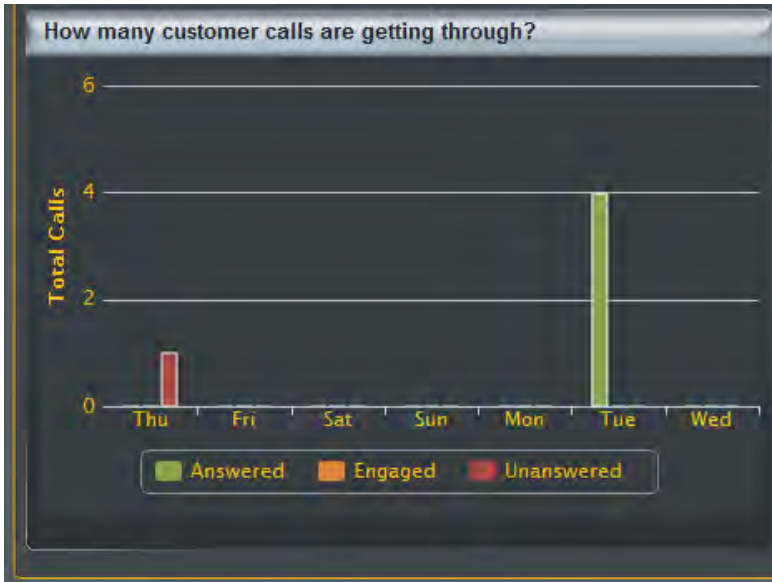 How many customer calls are getting through?
6
4
2
0
Total Calls
Thu Fri Sat Sun Mon Tue Wed
Answered Engaged Unanswered